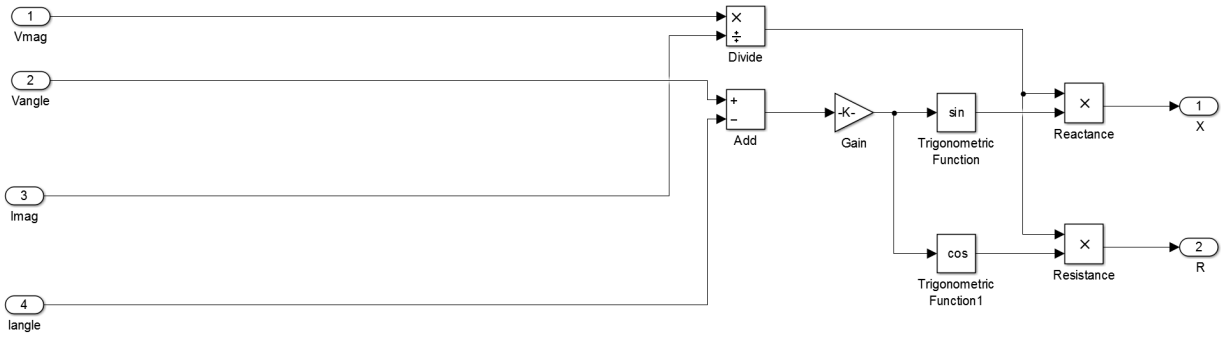 1
Vmag
×
÷
Divide
2
Vangle
+
−
Add
-K-
Gain
sin
Trigonometric
Function
×
Reactance
1
X
3
Imag
cos
Trigonometric
Function1
×
Resistance
2
R
4
Iangle